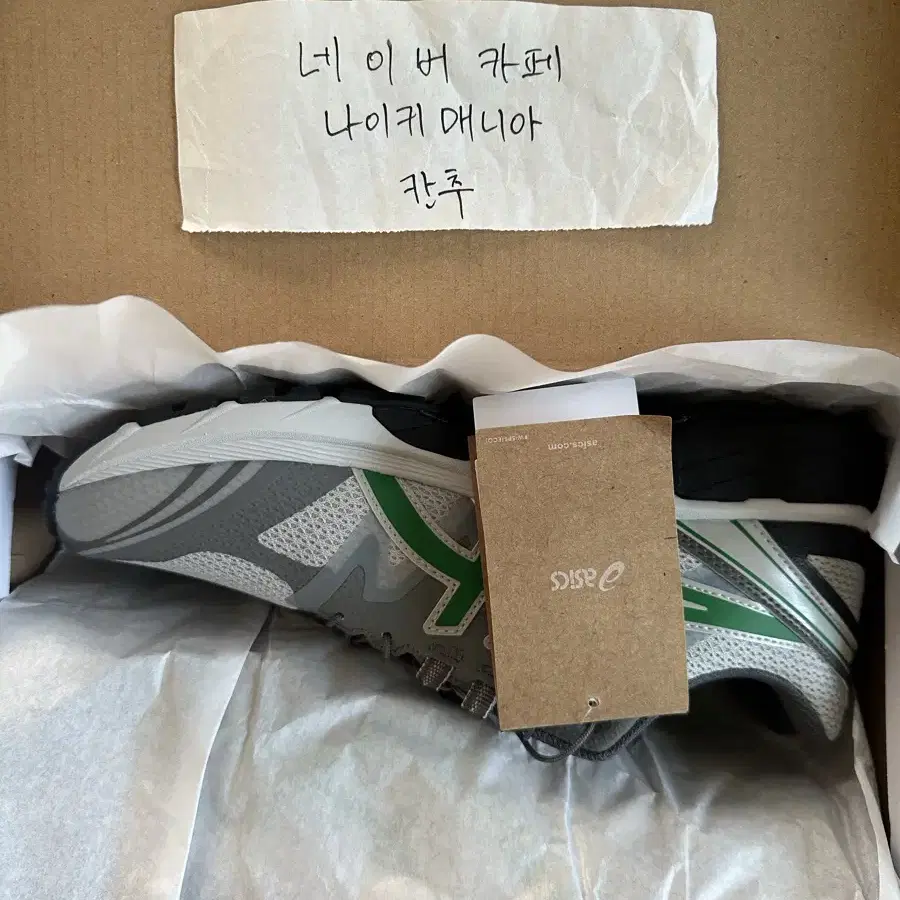 네이버 카페
나이키매니아
칸추
asics.com
asics